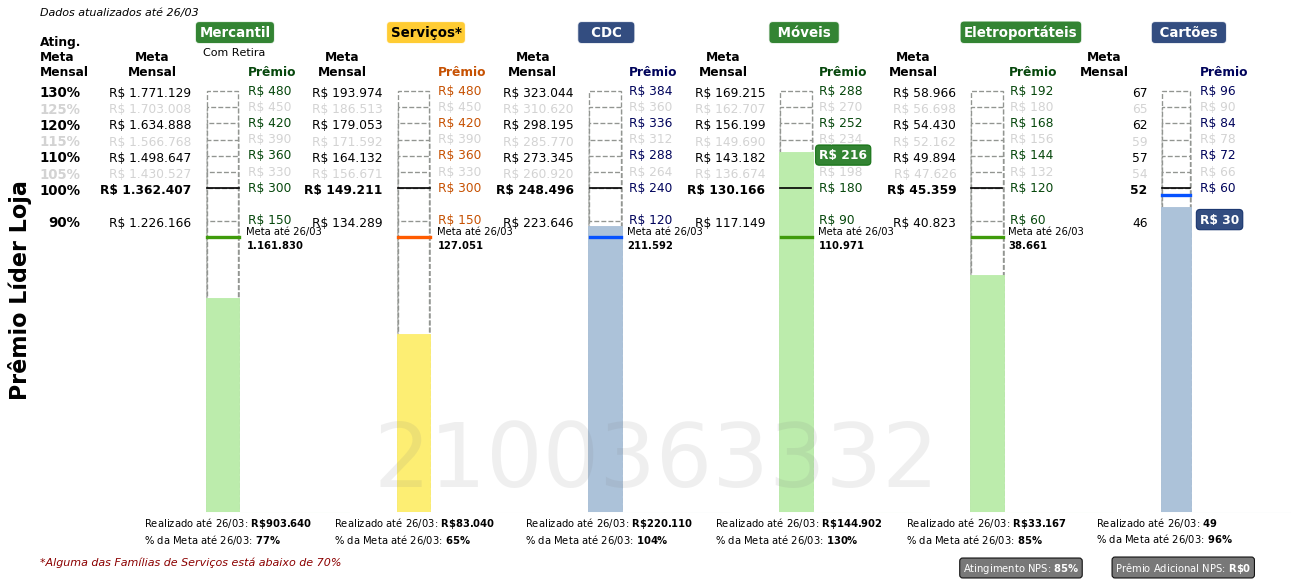 Dados atualizados até 26/03
Mercantil Serviços* CDC Móveis Eletroportáteis Cartões
Com Retira
Ating. Meta Mensal
Meta Mensal Prêmio Meta Mensal Prêmio Meta Mensal Prêmio Meta Mensal Prêmio Meta Mensal Prêmio Meta Mensal Prêmio
130% R$ 1.771.129 R$ 480 R$ 193.974 R$ 480 R$ 323.044 R$ 384 R$ 169.215 R$ 288 R$ 58.966 R$ 192 67 R$ 96
125% R$ 1.703.008 R$ 450 R$ 186.513 R$ 450 R$ 310.620 R$ 360 R$ 162.707 R$ 270 R$ 56.698 R$ 180 65 R$ 90
120% R$ 1.634.888 R$ 420 R$ 179.053 R$ 420 R$ 298.195 R$ 336 R$ 156.199 R$ 252 R$ 54.430 R$ 168 62 R$ 84
115% R$ 1.566.768 R$ 390 R$ 171.592 R$ 390 R$ 285.770 R$ 312 R$ 149.690 R$ 234 R$ 52.162 R$ 156 59 R$ 78
110% R$ 1.498.647 R$ 360 R$ 164.132 R$ 360 R$ 273.345 R$ 288 R$ 143.182 R$ 216 R$ 49.894 R$ 144 57 R$ 72
105% R$ 1.430.527 R$ 330 R$ 156.671 R$ 330 R$ 260.920 R$ 264 R$ 136.674 R$ 198 R$ 47.626 R$ 132 54 R$ 66
100% R$ 1.362.407 R$ 300 R$ 149.211 R$ 300 R$ 248.496 R$ 240 R$ 130.166 R$ 180 R$ 45.359 R$ 120 52 R$ 60
90% R$ 1.226.166 R$ 150 R$ 134.289 R$ 150 R$ 223.646 R$ 120 R$ 117.149 R$ 90 R$ 40.823 R$ 60 46 R$ 30
Meta até 26/03 Meta até 26/03 Meta até 26/03 Meta até 26/03 Meta até 26/03
1.161.830 127.051 211.592 110.971 38.661
Prêmio Líder Loja
2100363332
Realizado até 26/03: R$903.640 Realizado até 26/03: R$83.040 Realizado até 26/03: R$220.110 Realizado até 26/03: R$144.902 Realizado até 26/03: R$33.167 Realizado até 26/03: 49
% da Meta até 26/03: 77% % da Meta até 26/03: 65% % da Meta até 26/03: 104% % da Meta até 26/03: 130% % da Meta até 26/03: 85% % da Meta até 26/03: 96%
*Alguma das Famílias de Serviços está abaixo de 70%
Atingimento NPS: 85% Prêmio Adicional NPS: R$0